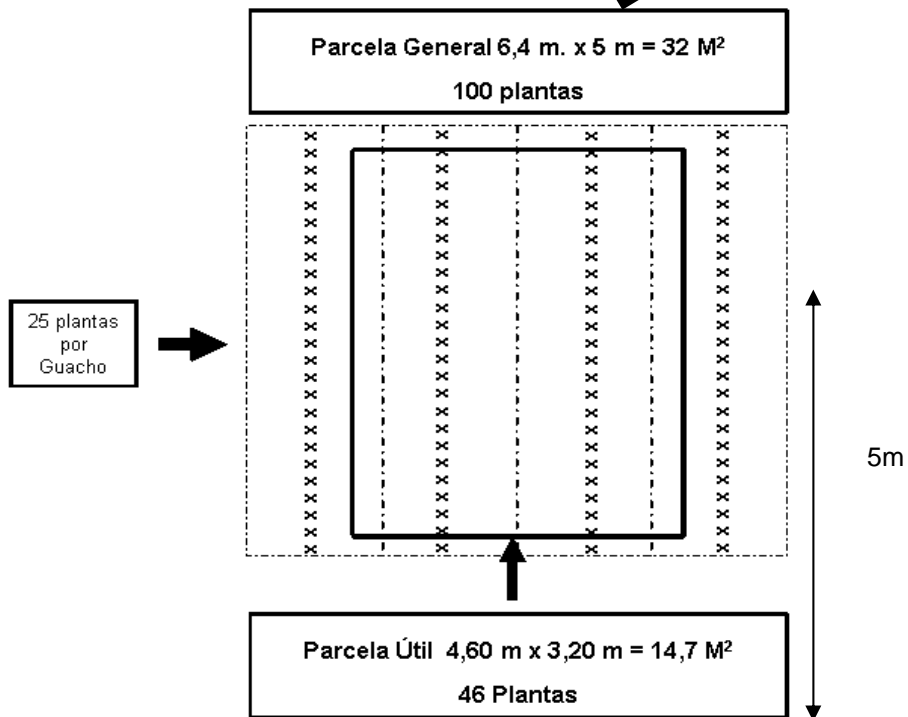 Parcela General 6,4 m. x 5 m = 32 M²
100 plantas
25 plantas
por
Guacho
5m
Parcela Útil 4,60 m x 3,20 m = 14,7 M²
46 Plantas